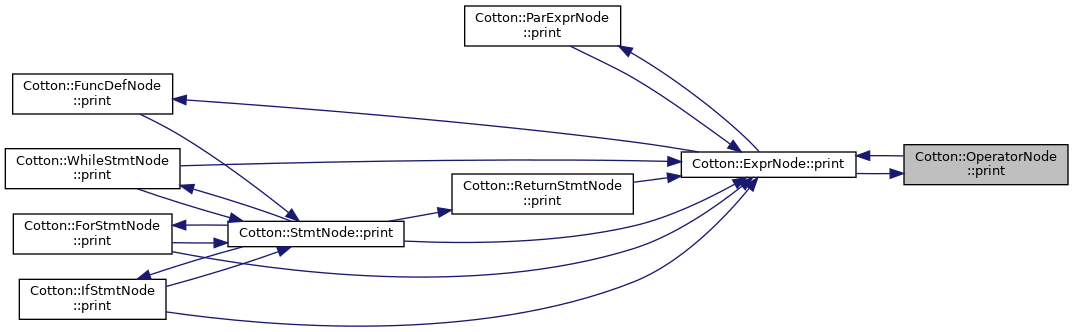 Cotton::ParExprNode
::print
Cotton::FuncDefNode
::print
Cotton::WhileStmtNode
::print
Cotton::ExprNode::print
Cotton::OperatorNode
::print
Cotton::ReturnStmtNode
::print
Cotton::ForStmtNode
::print
Cotton::StmtNode::print
Cotton::IfStmtNode
::print